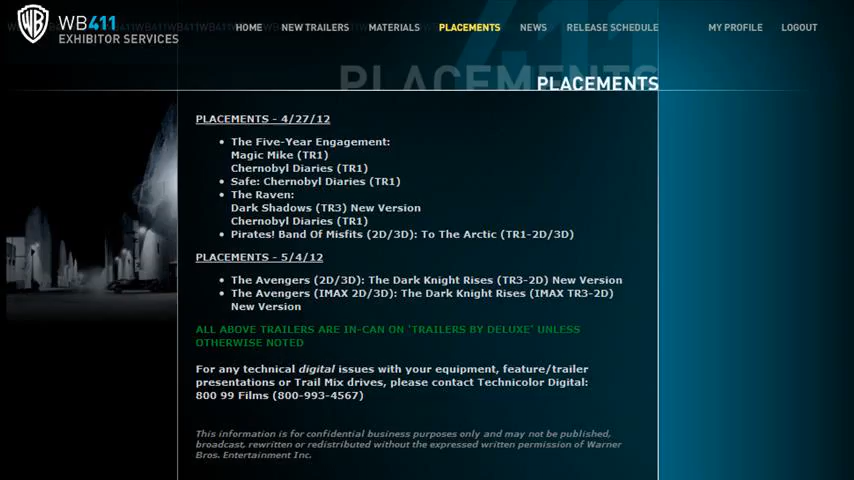 WB411
EXHIBITOR SERVICES
HOME NEW TRAILERS MATERIALS PLACEMENTS NEWS RELEASE SCHEDULE MY PROFILE LOGOUT
PLACEMENTS
PLACEMENTS
PLACEMENTS - 4/27/12
• The Five-Year Engagement:
Magic Mike (TR1)
Chernobyl Diaries (TR1)
• Safe: Chernobyl Diaries (TR1)
• The Raven:
Dark Shadows (TR3) New Version
Chernobyl Diaries (TR1)
• Pirates! Band Of Misfits (2D/3D): To The Arctic (TR1-2D/3D)
PLACEMENTS - 5/4/12
• The Avengers (2D/3D): The Dark Knight Rises (TR3-2D) New Version
• The Avengers (IMAX 2D/3D): The Dark Knight Rises (IMAX TR3-2D)
New Version
ALL ABOVE TRAILERS ARE IN-CAN ON 'TRAILERS BY DELUXE' UNLESS
OTHERWISE NOTED
For any technical digital issues with your equipment, feature/trailer
presentations or Trail Mix drives, please contact Technicolor Digital:
800 99 Films (800-993-4567)
This information is for confidential business purposes only and may not be published,
broadcast, rewritten or redistributed without the expressed written permission of Warner
Bros. Entertainment Inc.